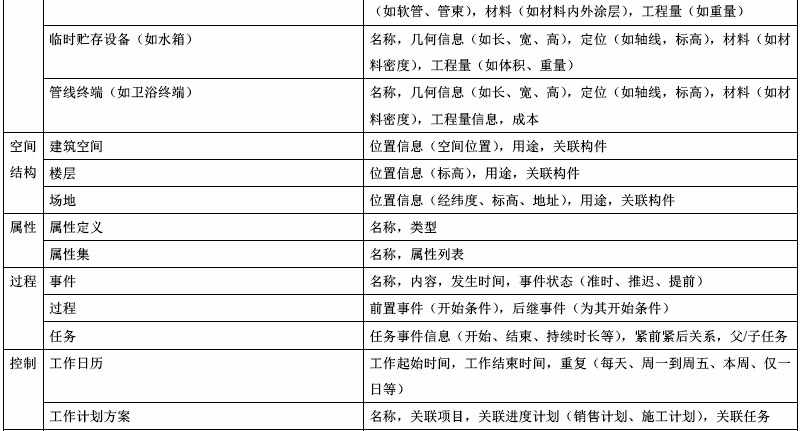 （如软管、管束），材料（如材料内外涂层），工程量（如重量）
临时贮存设备（如水箱） 名称，几何信息（如长、宽、高），定位（如轴线，标高），材料（如材
料密度），工程量（如体积、重量）
管线终端（如卫浴终端） 名称，几何信息（如长、宽、高），定位（如轴线，标高），材料（如材
料密度），工程量信息，成本
空间 建筑空间 位置信息（空间位置），用途，关联构件
结构 楼层 位置信息（标高），用途，关联构件
场地 位置信息（经纬度、标高、地址），用途，关联构件
属性 属性定义 名称，类型
属性集 名称，属性列表
过程 事件 名称，内容，发生时间，事件状态（准时、推迟、提前）
过程 前置事件（开始条件），后继事件（为其开始条件）
任务 任务事件信息（开始、结束、持续时长等），紧前紧后关系，父/子任务
控制 工作日历 工作起始时间，工作结束时间，重复（每天、周一到周五、本周、仅一
日等）
工作计划方案 名称，关联项目，关联进度计划（销售计划、施工计划），关联任务